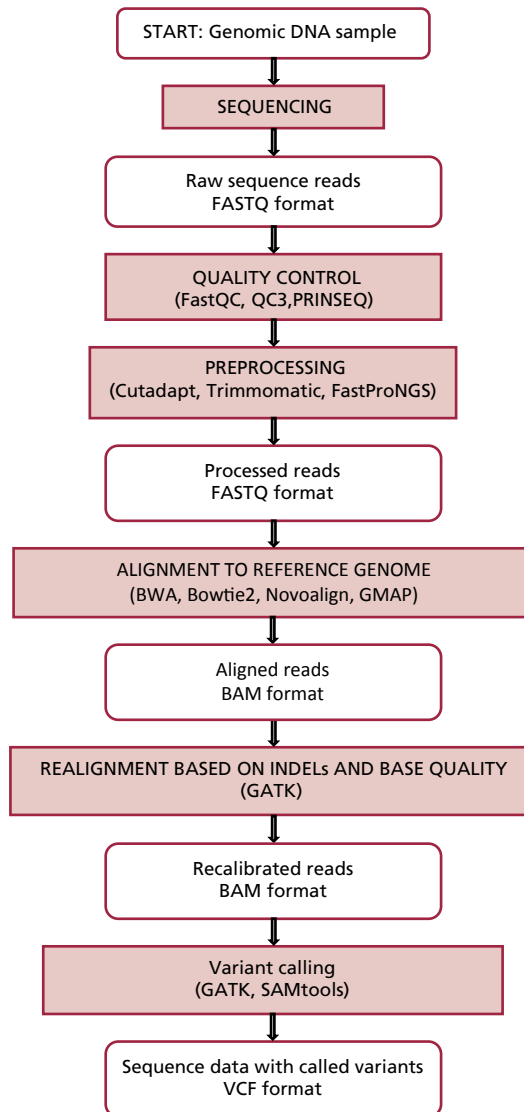 START: Genomic DNA sample
SEQUENCING
Raw sequence reads
FASTQ format
QUALITY CONTROL
(FastQC, QC3,PRINSEQ)
PREPROCESSING
(Cutadapt, Trimmomatic, FastProNGS)
Processed reads
FASTQ format
ALIGNMENT TO REFERENCE GENOME
(BWA, Bowtie2, Novoalign, GMAP)
Aligned reads
BAM format
REALIGNMENT BASED ON INDELs AND BASE QUALITY
(GATK)
Recalibrated reads
BAM format
Variant calling
(GATK, SAMtools)
Sequence data with called variants
VCF format